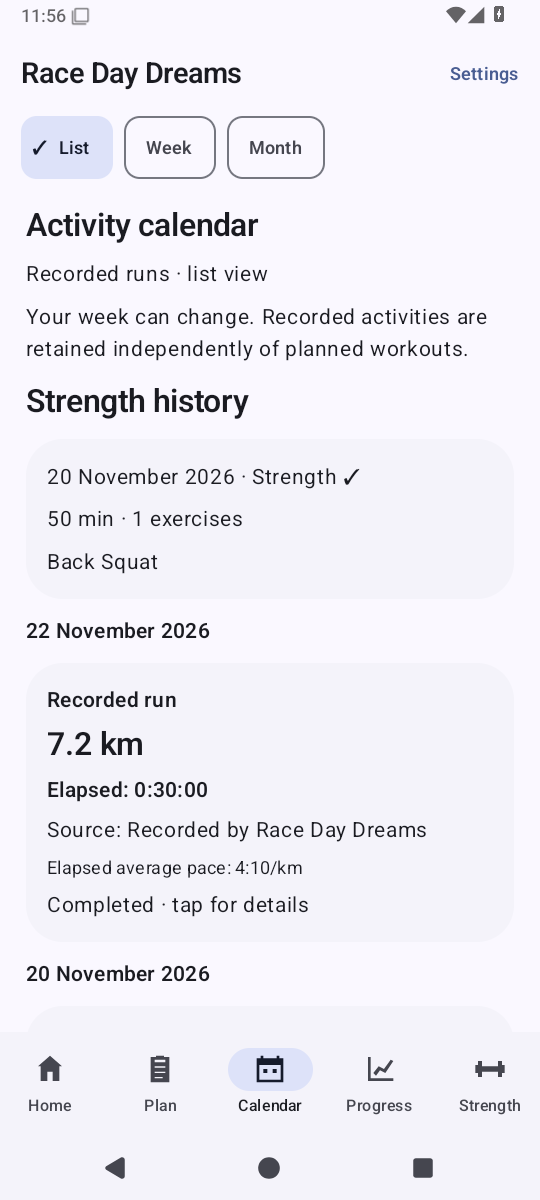 11:56
Race Day Dreams
Settings
✓ List
Week
Month
Activity calendar
Recorded runs · list view
Your week can change. Recorded activities are
retained independently of planned workouts.
Strength history
20 November 2026 · Strength ✓
50 min · 1 exercises
Back Squat
22 November 2026
Recorded run
7.2 km
Elapsed: 0:30:00
Source: Recorded by Race Day Dreams
Elapsed average pace: 4:10/km
Completed · tap for details
20 November 2026
Home
Plan
Calendar
Progress
Strength